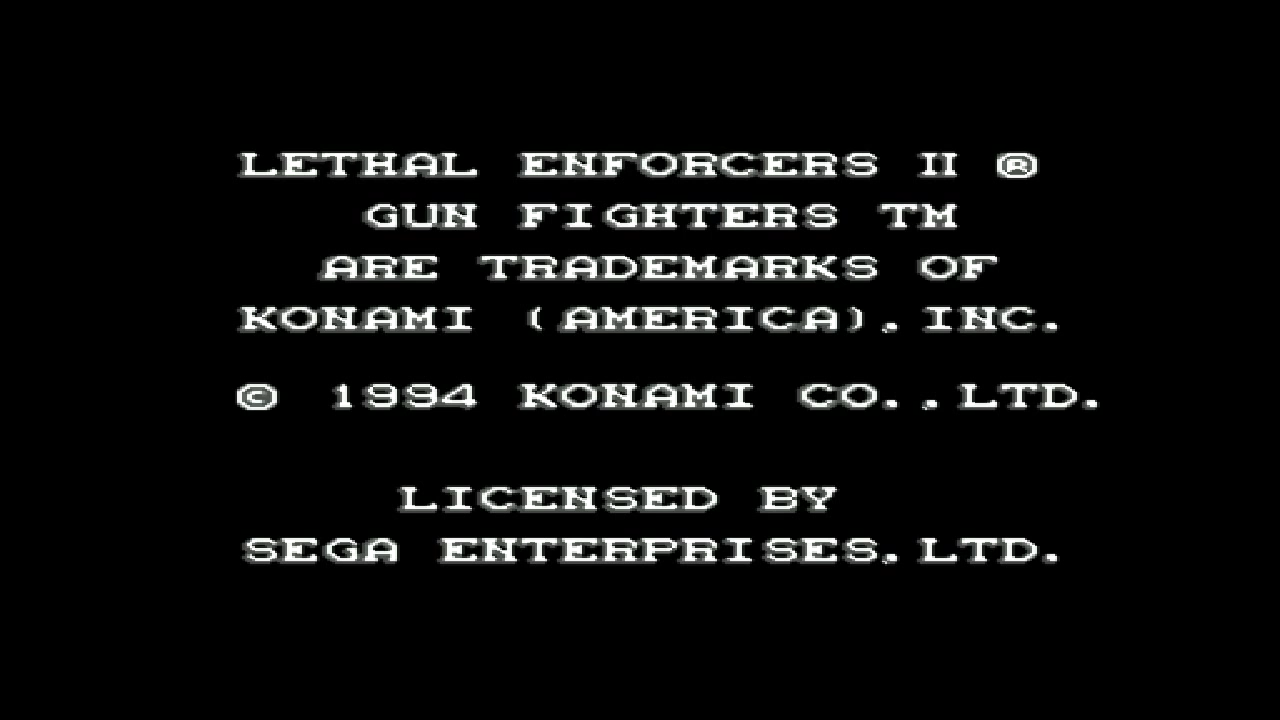 LETHAL ENFORCERS II ®
GUN FIGHTERS TM
ARE TRADEMARKS OF
KONAMI (AMERICA), INC.
© 1994 KONAMI CO.,LTD.
LICENSED BY
SEGA ENTERPRISES,LTD.